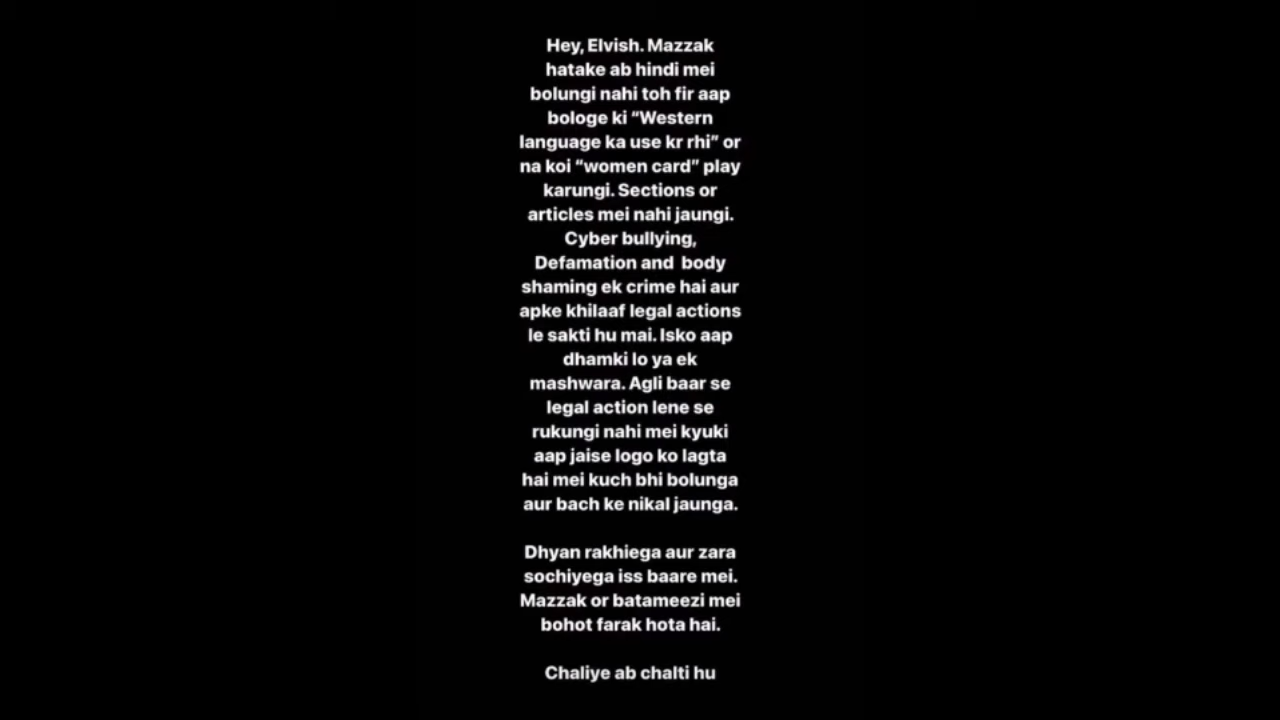 Hey, Elvish. Mazzak
hatake ab hindi mei
bolungi nahi toh fir aap
bologe ki “Western
language ka use kr rhi” or
na koi “women card” play
karungi. Sections or
articles mei nahi jaungi.
Cyber bullying,
Defamation and body
shaming ek crime hai aur
apke khilaaf legal actions
le sakti hu mai. Isko aap
dhamki lo ya ek
mashwara. Agli baar se
legal action lene se
rukungi nahi mei kyuki
aap jaise logo ko lagta
hai mei kuch bhi bolunga
aur bach ke nikal jaunga.
Dhyan rakhiega aur zara
sochiyega iss baare mei.
Mazzak or batameezi mei
bohot farak hota hai.
Chaliye ab chalti hu